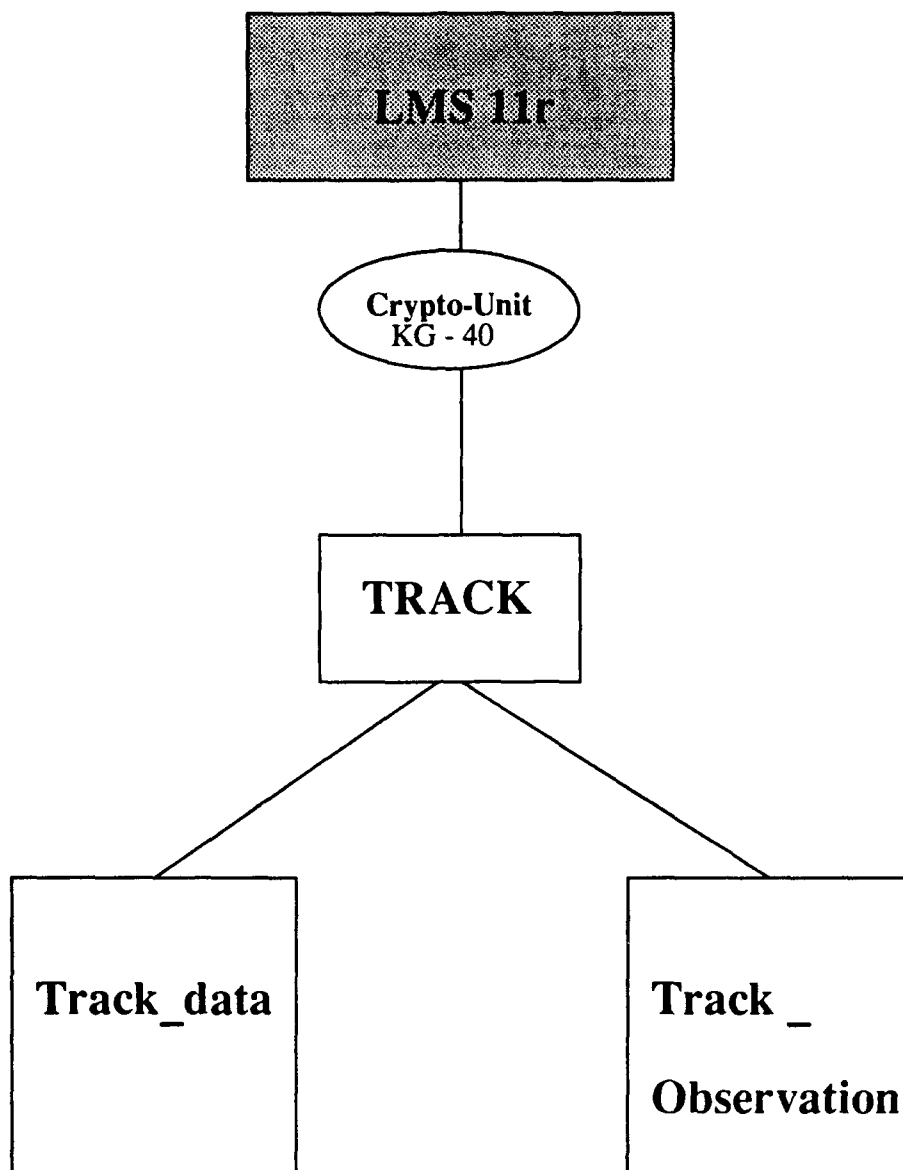 LMS 11r
Crypto-Unit
KG - 40
TRACK
Track_data
Track _
Observation